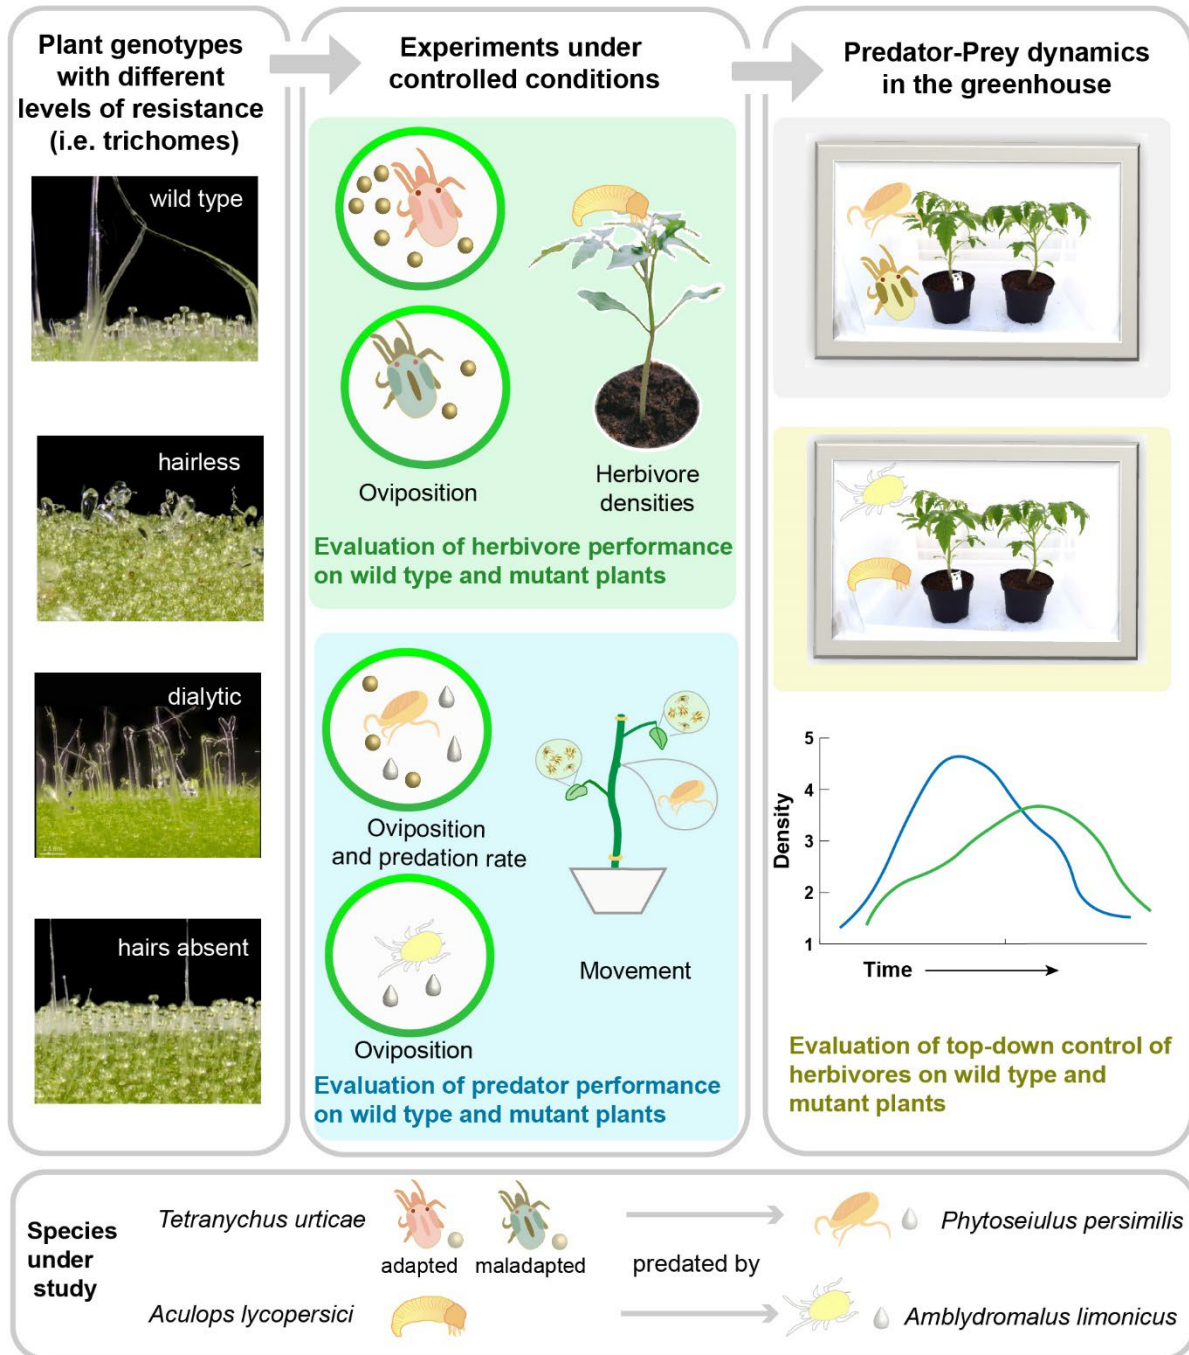 Plant genotypes
with different
levels of resistance
(i.e. trichomes)
wild type
hairless
dialytic
hairs absent
Experiments under
controlled conditions
Oviposition
Herbivore
densities
Evaluation of herbivore performance
on wild type and mutant plants
Oviposition
and predation rate
Movement
Oviposition
Evaluation of predator performance
on wild type and mutant plants
Predator-Prey dynamics
in the greenhouse
5
4
3
2
1
Density
Time
Evaluation of top-down control of
herbivores on wild type and
mutant plants
Species
under
study
Tetranychus urticae
adapted
maladapted
predated by
Phytoseiulus persimilis
Aculops lycopersici
Amblydromalus limonicus